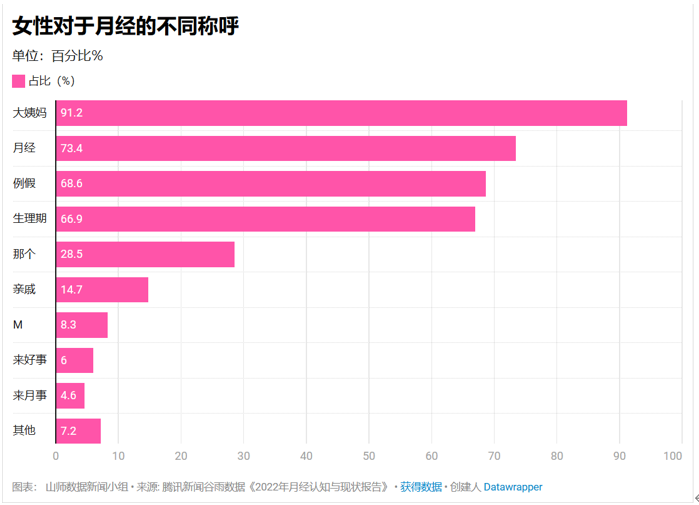 女性对于月经的不同称呼
单位：百分比%
占比（%）
大姨妈 91.2
月经 73.4
例假 68.6
生理期 66.9
那个 28.5
亲戚 14.7
M 8.3
来好事 6
来月事 4.6
其他 7.2
0 10 20 30 40 50 60 70 80 90 100
图表： 山师数据新闻小组 • 来源: 腾讯新闻谷雨数据《2022年月经认知与现状报告》 • 获得数据 • 创建人 Datawrapper